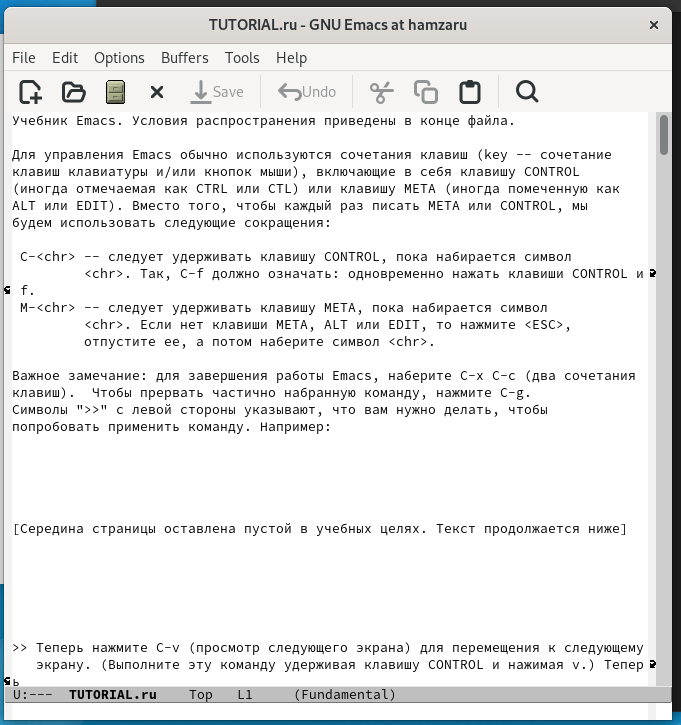 TUTORIAL.ru - GNU Emacs at hamzaru
File Edit Options Buffers Tools Help
Save Undo
Учебник Emacs. Условия распространения приведены в конце файла.
Для управления Emacs обычно используются сочетания клавиш (key -- сочетание
клавиш клавиатуры и/или кнопок мыши), включающие в себя клавишу CONTROL
(иногда отмечаемая как CTRL или CTL) или клавишу META (иногда помеченную как
ALT или EDIT). Вместо того, чтобы каждый раз писать META или CONTROL, мы
будем использовать следующие сокращения:
C-<chr> -- следует удерживать клавишу CONTROL, пока набирается символ
<chr>. Так, C-f должно означать: одновременно нажать клавиши CONTROL и
f.
M-<chr> -- следует удерживать клавишу META, пока набирается символ
<chr>. Если нет клавиши META, ALT или EDIT, то нажмите <ESC>,
отпустите ее, а потом наберите символ <chr>.
Важное замечание: для завершения работы Emacs, наберите C-x C-c (два сочетания
клавиш).  Чтобы прервать частично набранную команду, нажмите C-g.
Символы ">>" с левой стороны указывают, что вам нужно делать, чтобы
попробовать применить команду. Например:
[Середина страницы оставлена пустой в учебных целях. Текст продолжается ниже]
>> Теперь нажмите C-v (просмотр следующего экрана) для перемещения к следующему
экрану. (Выполните эту команду удерживая клавишу CONTROL и нажимая v.) Тепер
ь
U:--- TUTORIAL.ru Top L1 (Fundamental)